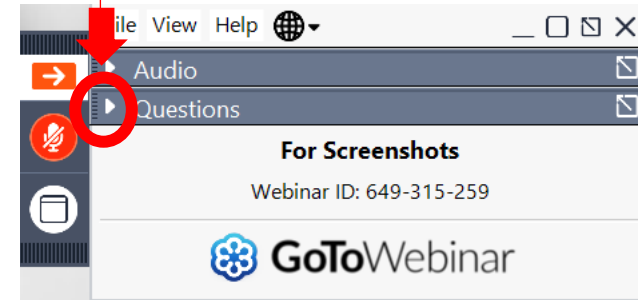 ile View Help
Audio
Questions
For Screenshots
Webinar ID: 649-315-259
GoToWebinar